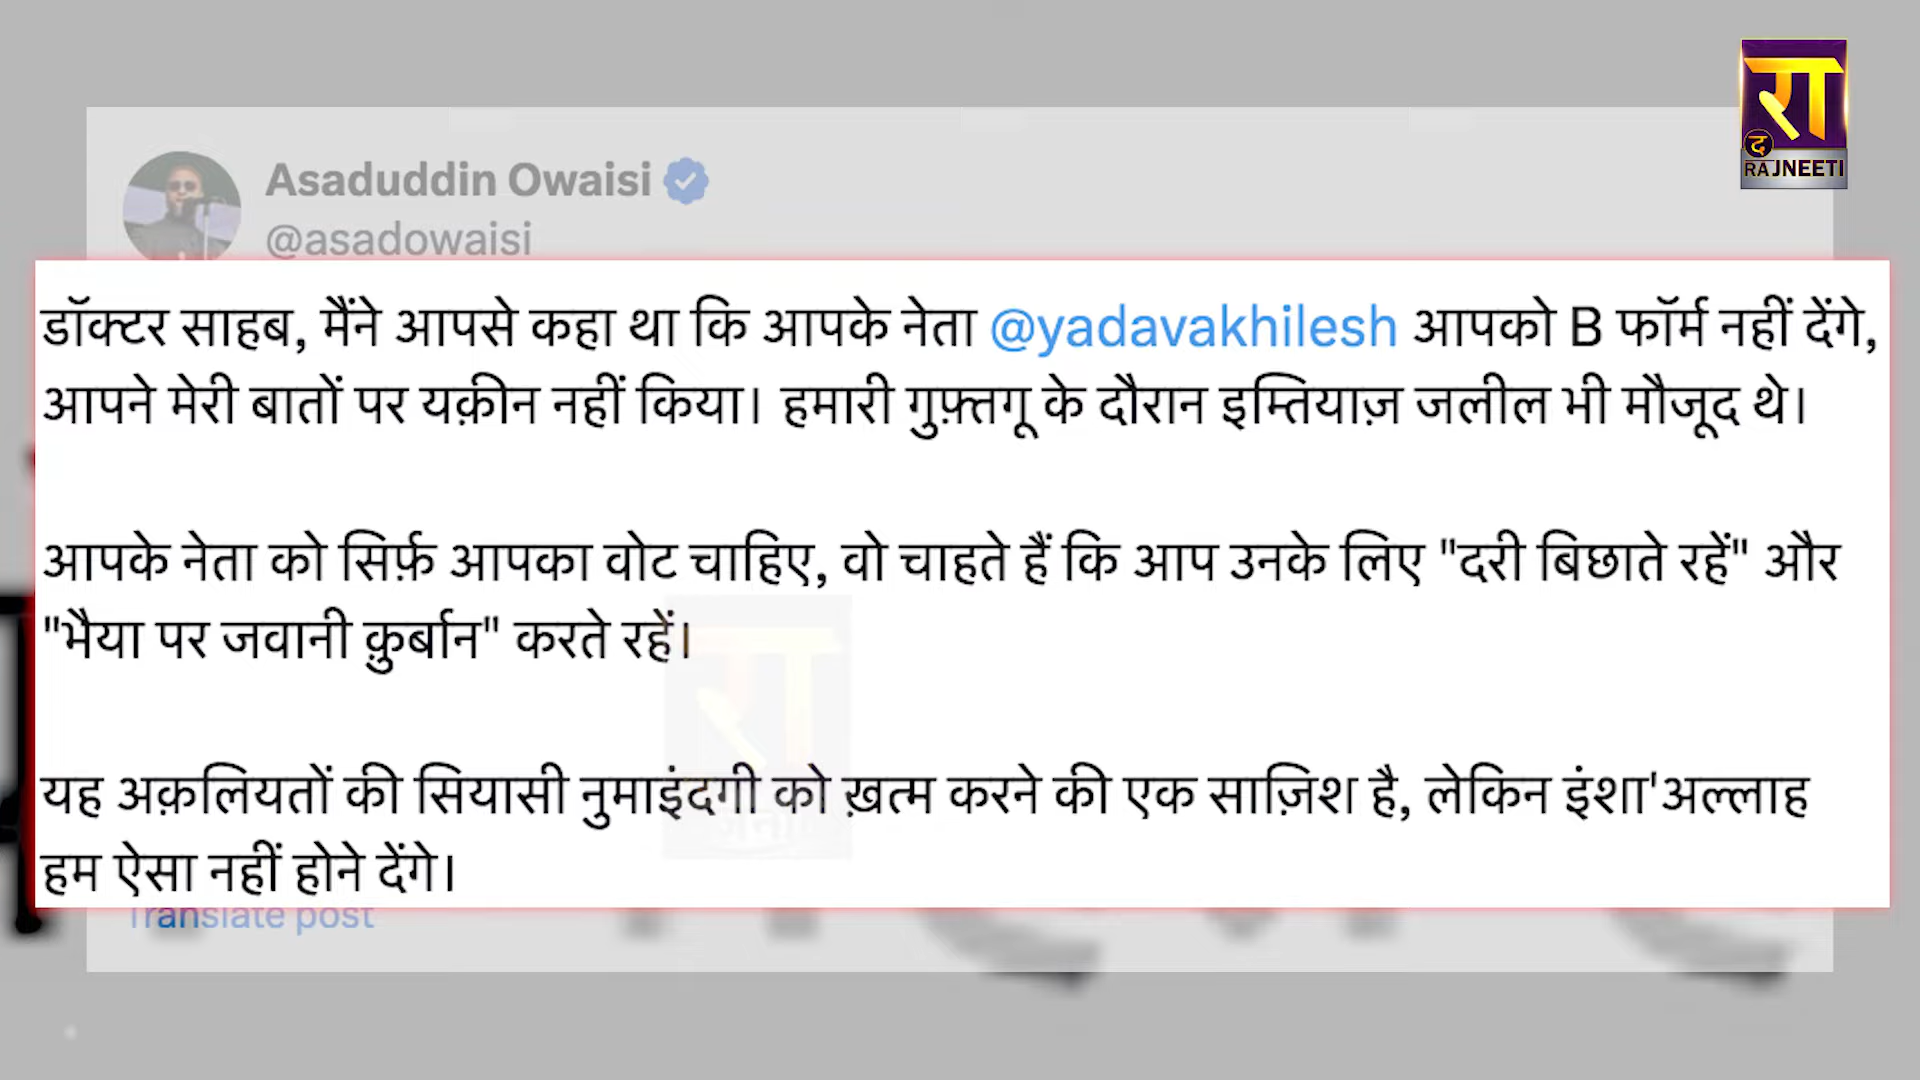 रा
द
RAJNEETI
Asaduddin Owaisi
@asadowaisi
डॉक्टर साहब, मैंने आपसे कहा था कि आपके नेता @yadavakhilesh आपको B फॉर्म नहीं देंगे,
आपने मेरी बातों पर यक़ीन नहीं किया। हमारी गुफ़्तगू के दौरान इम्तियाज़ जलील भी मौजूद थे।
आपके नेता को सिर्फ़ आपका वोट चाहिए, वो चाहते हैं कि आप उनके लिए "दरी बिछाते रहें" और
"भैया पर जवानी क़ुर्बान" करते रहें।
यह अक़लियतों की सियासी नुमाइंदगी को ख़त्म करने की एक साज़िश है, लेकिन इंशा'अल्लाह
हम ऐसा नहीं होने देंगे।
Translate post